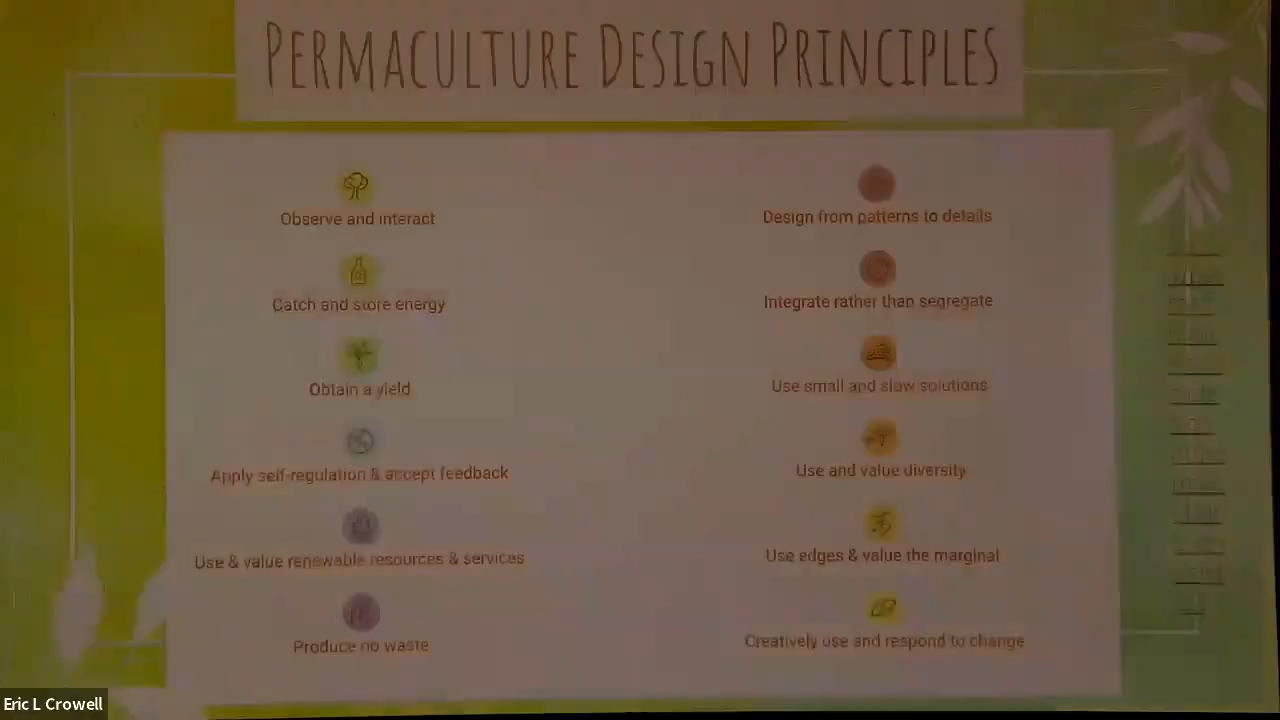 PERMACULTURE DESIGN PRINCIPLES
Observe and interact
Catch and store energy
Obtain a yield
Apply self-regulation & accept feedback
Use & value renewable resources & services
Produce no waste
Design from patterns to details
Integrate rather than segregate
Use small and slow solutions
Use and value diversity
Use edges & value the marginal
Creatively use and respond to change
Eric L Crowell